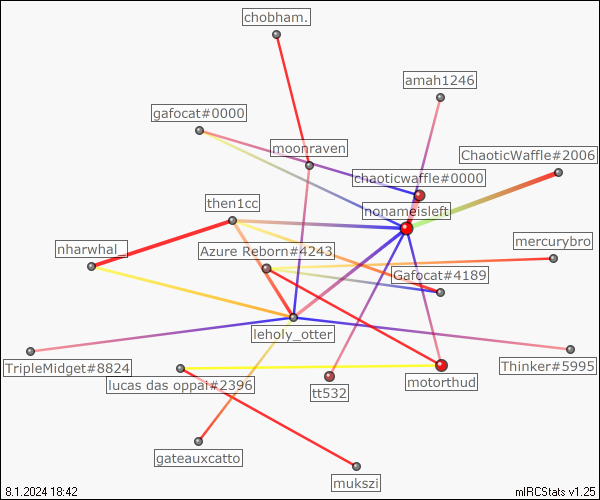 chobham.
amah1246
gafocat#0000
moonraven
ChaoticWaffle#2006
chaoticwaffle#0000
then1cc
nonameisleft
mercurybro
nharwhal_
Azure Reborn#4243
Gafocat#4189
leholy_otter
TripleMidget#8824
Thinker#5995
lucas das oppai#2396
motorthud
tt532
gateauxcatto
mukszi
8.1.2024 18:42
mIRCStats v1.25